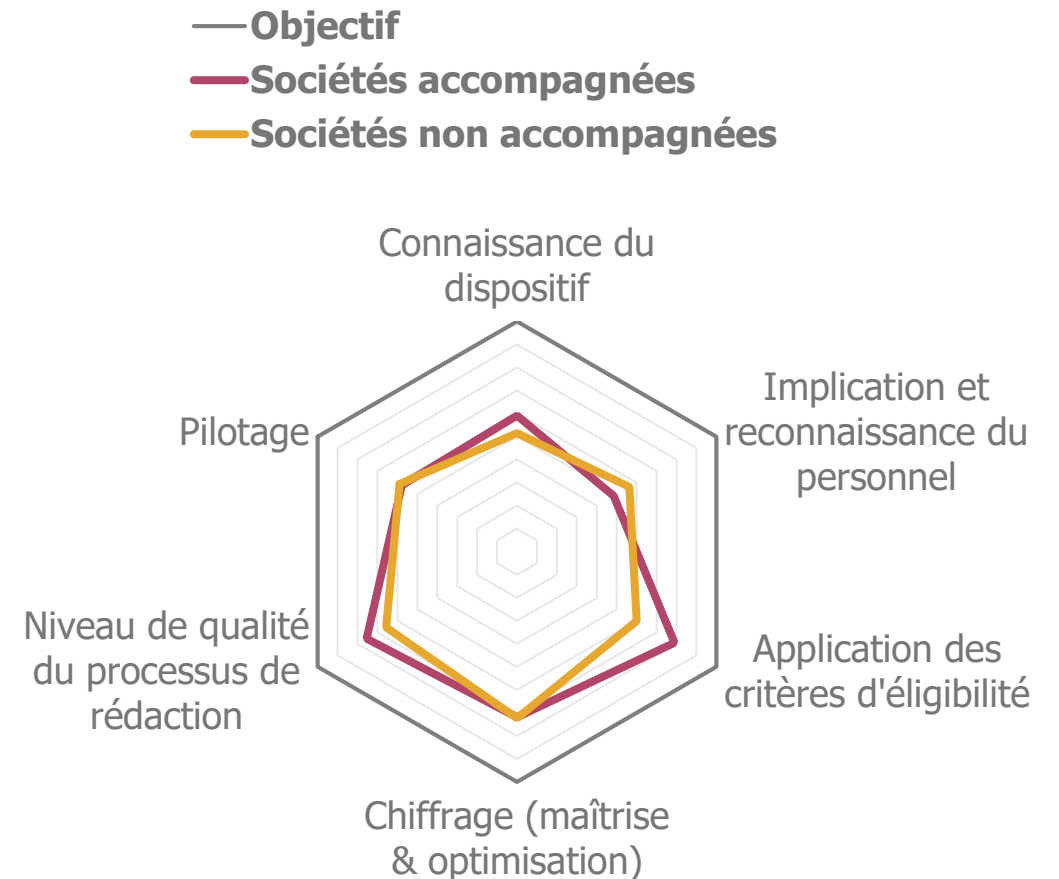 Objectif
Sociétés accompagnées
Sociétés non accompagnées
Connaissance du
dispositif
Implication et
reconnaissance du
personnel
Pilotage
Niveau de qualité
du processus de
rédaction
Application des
critères d'éligibilité
Chiffrage (maîtrise
& optimisation)